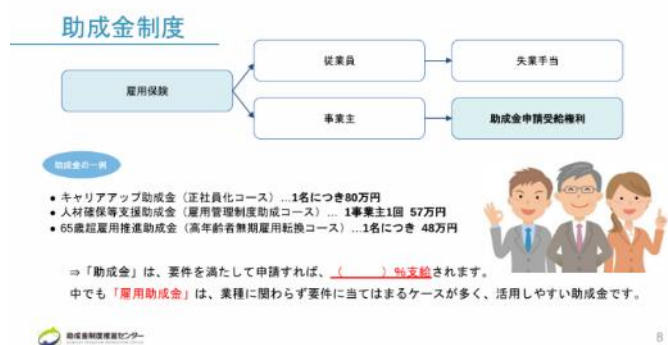 助成金制度
雇用保険
従業員
失業手当
事業主
助成金申請受給権利
助成金の一例
● キャリアアップ助成金（正社員化コース）…1名につき80万円
● 人材確保等支援助成金（雇用管理制度助成コース） 1事業主1回 57万円
● 65歳超雇用推進助成金（高年齢者無期雇用転換コース）…1名につき 48万円
⇒「助成金」は、要件を満たして申請すれば、（　　　）％支給されます。
中でも「雇用助成金」は、業種に関わらず要件に当てはまるケースが多く、活用しやすい助成金です。
助成金制度推進センター
8